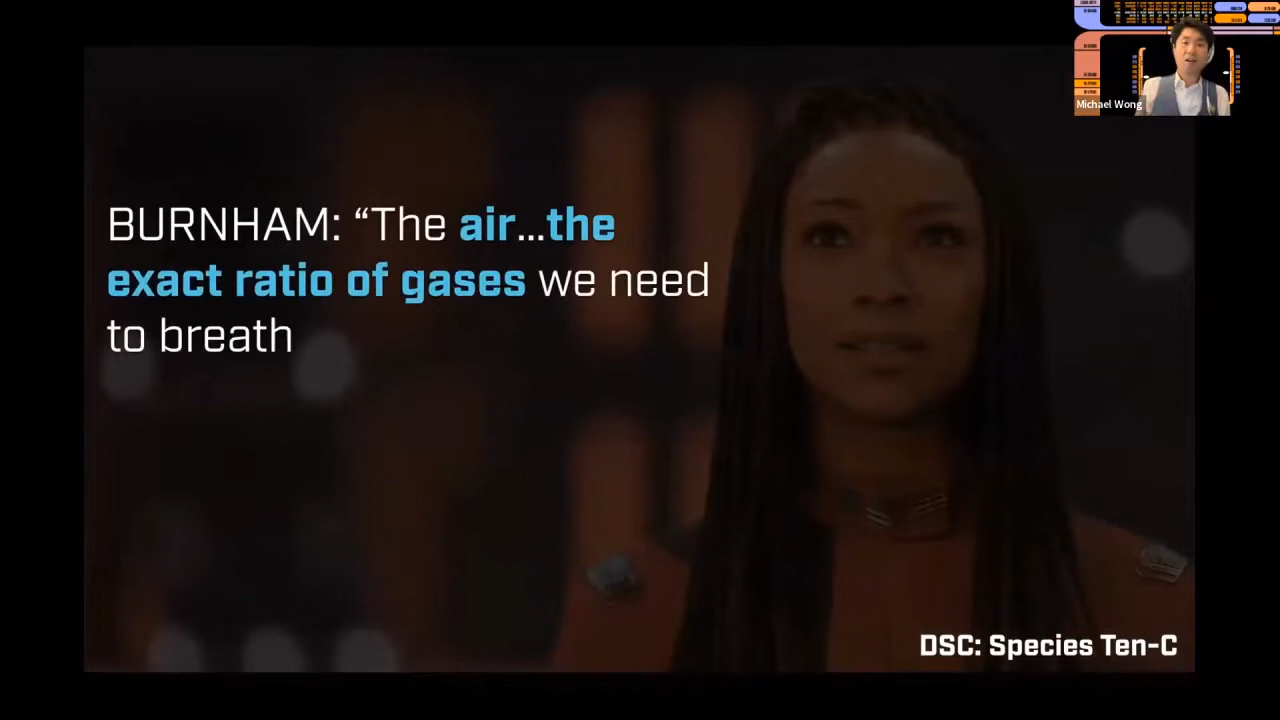 Michael Wong
BURNHAM: “The air...the
exact ratio of gases we need
to breath
DSC: Species Ten-C